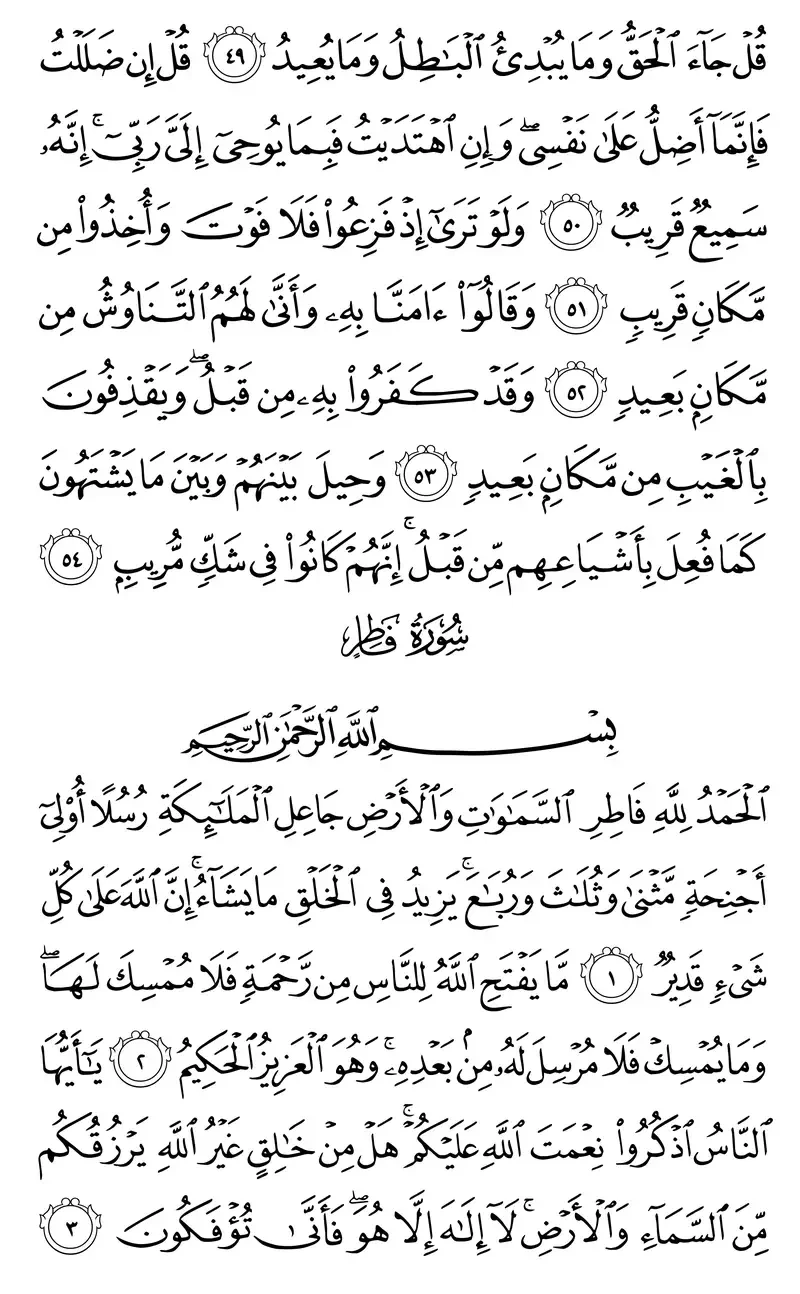 قُلۡ جَآءَ ٱلۡحَقُّ وَمَا يُبۡدِئُ ٱلۡبَٰطِلُ وَمَا يُعِيدُ ٤٩ قُلۡ إِن ضَلَلۡتُ
فَإِنَّمَآ أَضِلُّ عَلَىٰ نَفۡسِيۖ وَإِنِ ٱهۡتَدَيۡتُ فَبِمَا يُوحِيٓ إِلَيَّ رَبِّيٓۚ إِنَّهُۥ
سَمِيعٞ قَرِيبٞ ٥٠ وَلَوۡ تَرَىٰٓ إِذۡ فَزِعُواْ فَلَا فَوۡتَ وَأُخِذُواْ مِن
مَّكَانٖ قَرِيبٖ ٥١ وَقَالُوٓاْ ءَامَنَّا بِهِۦ وَأَنَّىٰ لَهُمُ ٱلتَّنَاوُشُ مِن
مَّكَانِۭ بَعِيدٖ ٥٢ وَقَدۡ كَفَرُواْ بِهِۦ مِن قَبۡلُۖ وَيَقۡذِفُونَ
بِٱلۡغَيۡبِ مِن مَّكَانِۭ بَعِيدٖ ٥٣ وَحِيلَ بَيۡنَهُمۡ وَبَيۡنَ مَا يَشۡتَهُونَ
كَمَا فُعِلَ بِأَشۡيَاعِهِم مِّن قَبۡلُۚ إِنَّهُمۡ كَانُواْ فِي شَكّٖ مُّرِيبِۭ ٥٤
سُورَةُ فَاطِرٍ
بِسۡمِ ٱللَّهِ ٱلرَّحۡمَٰنِ ٱلرَّحِيمِ
ٱلۡحَمۡدُ لِلَّهِ فَاطِرِ ٱلسَّمَٰوَٰتِ وَٱلۡأَرۡضِ جَاعِلِ ٱلۡمَلَٰٓئِكَةِ رُسُلًا أُوْلِيٓ
أَجۡنِحَةٖ مَّثۡنَىٰ وَثُلَٰثَ وَرُبَٰعَۚ يَزِيدُ فِي ٱلۡخَلۡقِ مَا يَشَآءُۚ إِنَّ ٱللَّهَ عَلَىٰ كُلِّ
شَيۡءٖ قَدِيرٞ ١ مَّا يَفۡتَحِ ٱللَّهُ لِلنَّاسِ مِن رَّحۡمَةٖ فَلَا مُمۡسِكَ لَهَاۖ
وَمَا يُمۡسِكۡ فَلَا مُرۡسِلَ لَهُۥ مِنۢ بَعۡدِهِۦۚ وَهُوَ ٱلۡعَزِيزُ ٱلۡحَكِيمُ ٢ يَٰٓأَيُّهَا
ٱلنَّاسُ ٱذۡكُرُواْ نِعۡمَتَ ٱللَّهِ عَلَيۡكُمۡۚ هَلۡ مِنۡ خَٰلِقٍ غَيۡرُ ٱللَّهِ يَرۡزُقُكُم
مِّنَ ٱلسَّمَآءِ وَٱلۡأَرۡضِۚ لَآ إِلَٰهَ إِلَّا هُوَۖ فَأَنَّىٰ تُؤۡفَكُونَ ٣